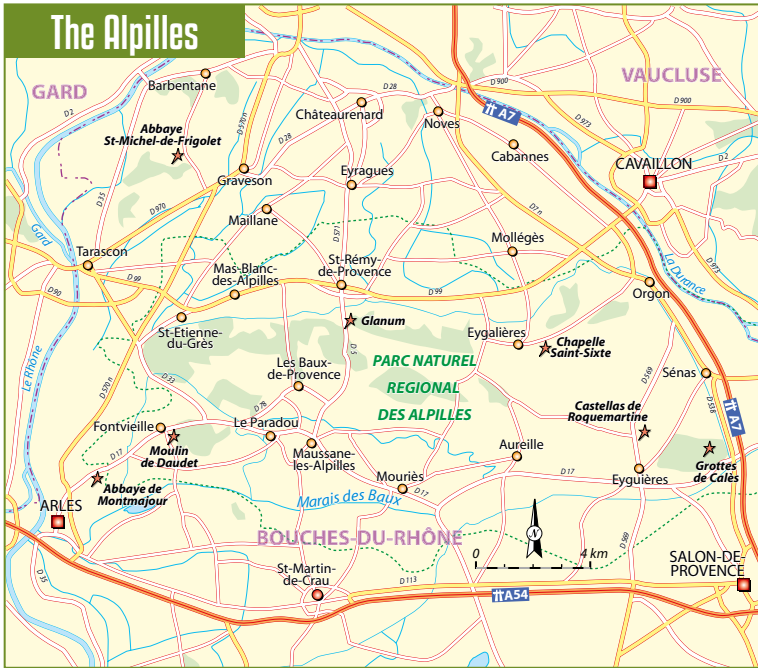 The Alpilles
GARD
VAUCLUSE
Barbentane
D 28
D 900
D 2
D 570 n
Châteaurenard
Noves
A7
D 900
D 973
Abbaye
St-Michel-de-Frigolet
D 28
Cabannes
CAVAILLON
D 2
Graveson
Eyragues
D 35
D 970
Maillane
D 571
D 7n
Gard
Mollégès
Tarascon
St-Rémy-
de-Provence
La Durance
D 973
Mas-Blanc-
des-Alpilles
D 99
D 90
D 99
Orgon
St-Etienne-
du-Grès
Glanum
Eygalières
Chapelle
Saint-Sixte
Le Rhône
D 5
Les Baux-
de-Provence
PARC NATUREL
REGIONAL
DES ALPILLES
D 570 n
D 33
D 569
Sénas
D 78
Castellas de
Roquemartine
D 538
A7
Fontvieille
Le Paradou
Moulin
de Daudet
D 17
Maussane-
les-Alpilles
Aureille
Mouriès
D 17
D 17
Eyguières
Grottes
de Calès
Abbaye de
Montmajour
Marais des Baux
ARLES
N
BOUCHES-DU-RHÔNE
0
4 km
D 569
SALON-DE-
PROVENCE
St-Martin-
de-Crau
D 35
D 113
A54